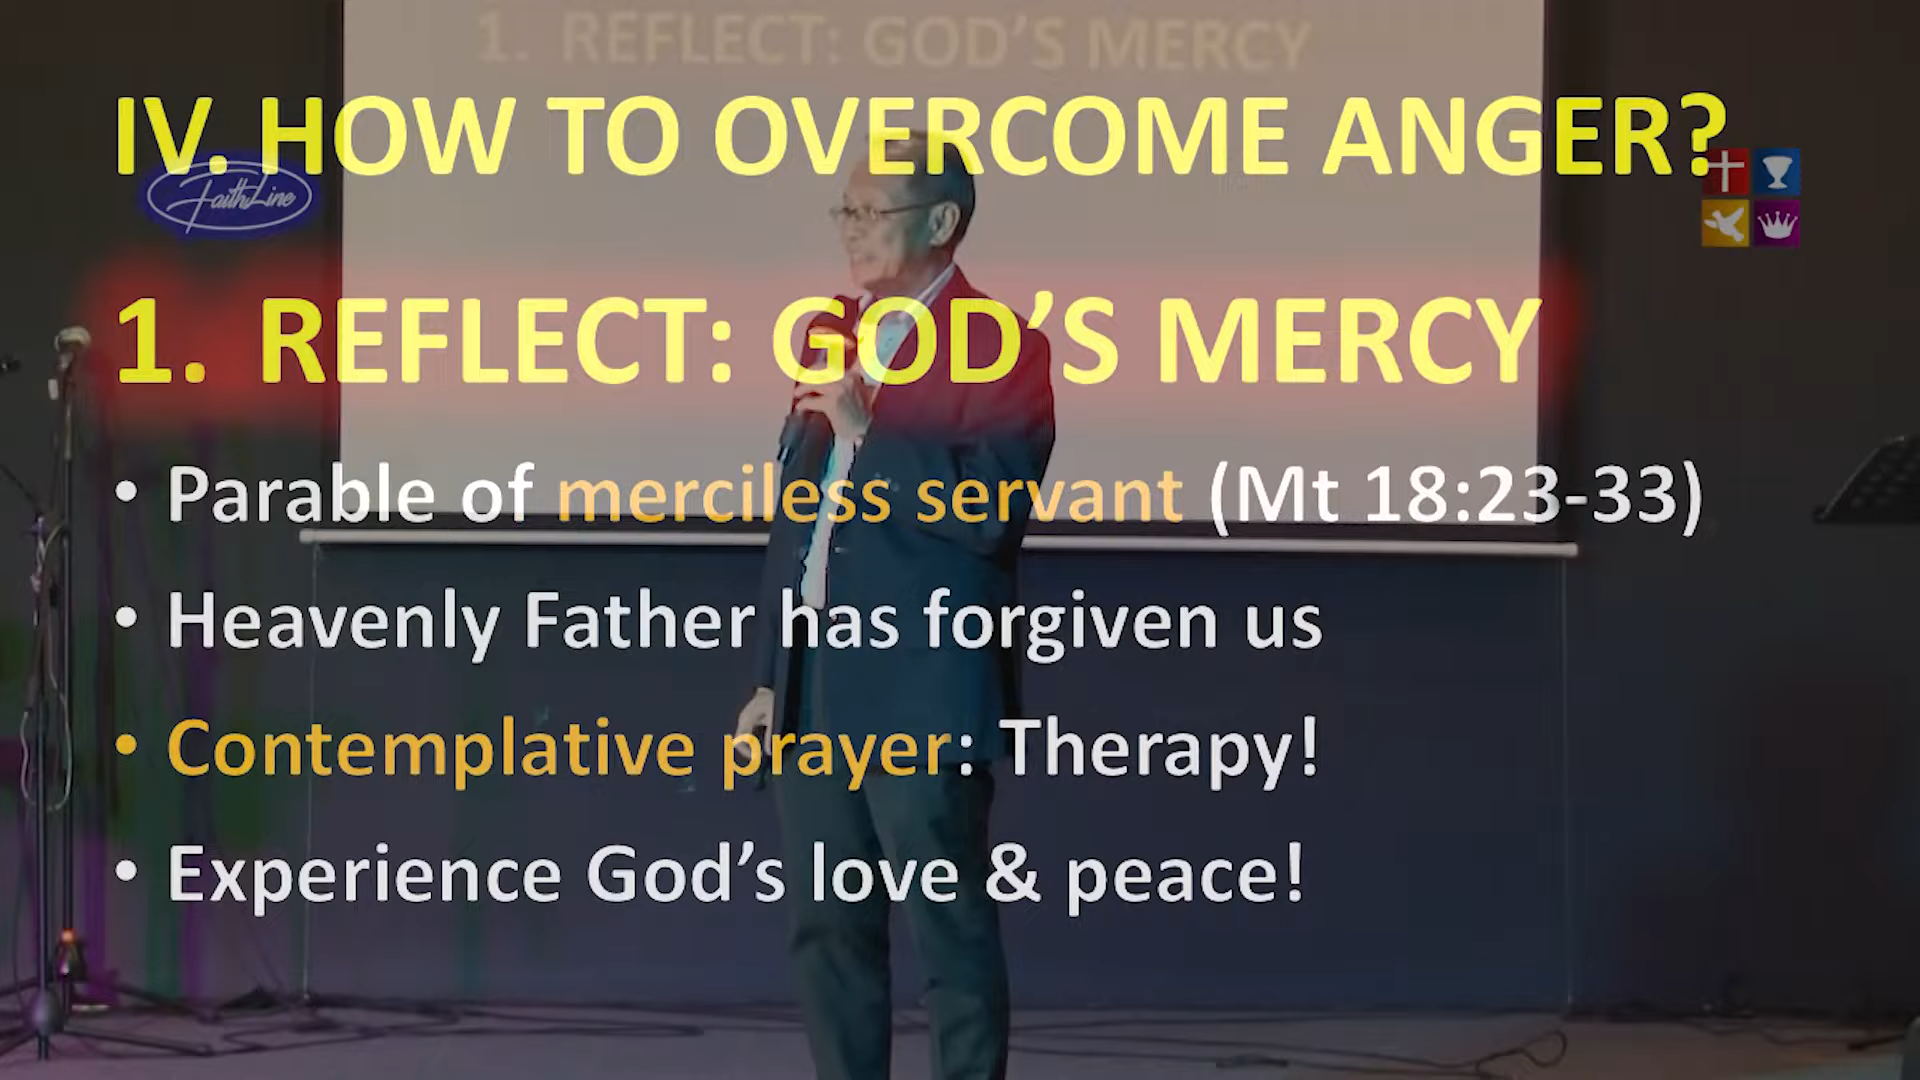 1. REFLECT: GOD'S MERCY
IV. HOW TO OVERCOME ANGER?
FaithLine
1. REFLECT: GOD'S MERCY
• Parable of merciless servant (Mt 18:23-33)
• Heavenly Father has forgiven us
• Contemplative prayer: Therapy!
• Experience God's love & peace!